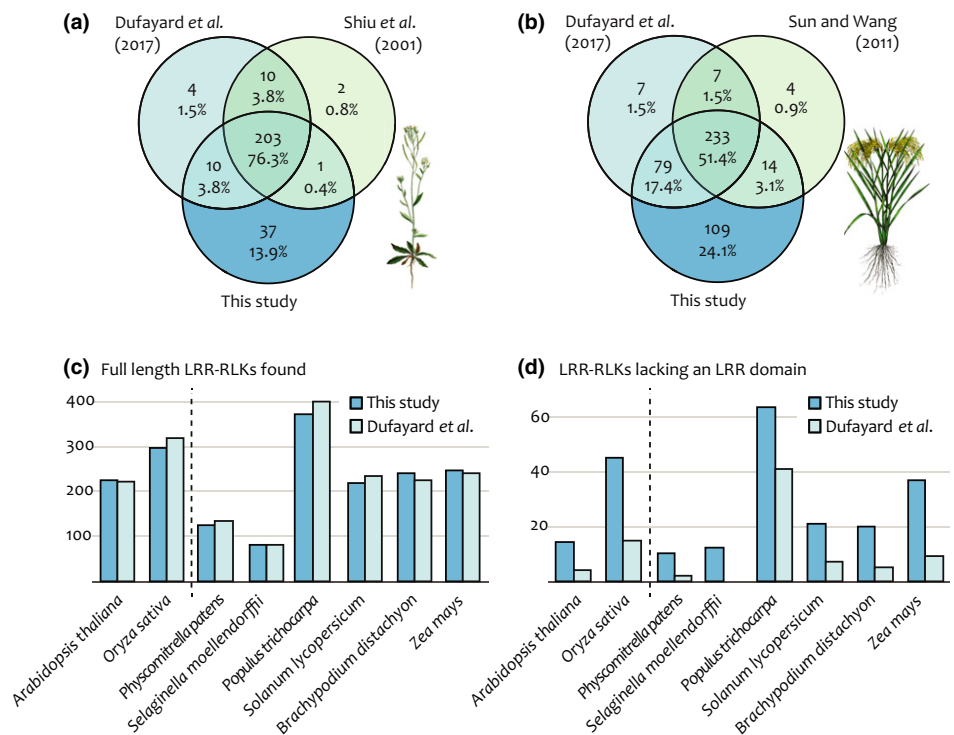 (a) Dufayard et al. (2017)
Shiu et al. (2001)
4
1.5%
10
3.8%
2
0.8%
203
76.3%
10
3.8%
1
0.4%
37
13.9%
This study
(b) Dufayard et al. (2017)
Sun and Wang (2011)
7
1.5%
7
1.5%
4
0.9%
233
51.4%
79
17.4%
14
3.1%
109
24.1%
This study
(c) Full length LRR-RLKs found
400
300
200
100
This study
Dufayard et al.
Arabidopsis thaliana
Oryza sativa
Physcomitrella patens
Selaginella moellendorffii
Populus trichocarpa
Solanum lycopersicum
Brachypodium distachyon
Zea mays
(d) LRR-RLKs lacking an LRR domain
60
40
20
This study
Dufayard et al.
Arabidopsis thaliana
Oryza sativa
Physcomitrella patens
Selaginella moellendorffii
Populus trichocarpa
Solanum lycopersicum
Brachypodium distachyon
Zea mays